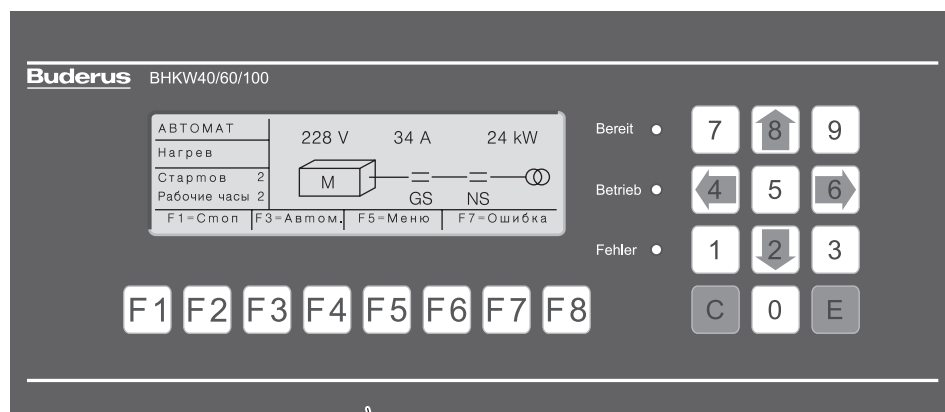 Buderus BHKW40/60/100
АВТОМАТ
Нагрев
Стартов 2
Рабочие часы 2
228 V 34 A 24 kW
M
GS NS
F1=Стоп F3=Автом. F5=Меню F7=Ошибка
Bereit
Betrieb
Fehler
7 8 9
4 5 6
1 2 3
C 0 E
F1 F2 F3 F4 F5 F6 F7 F8